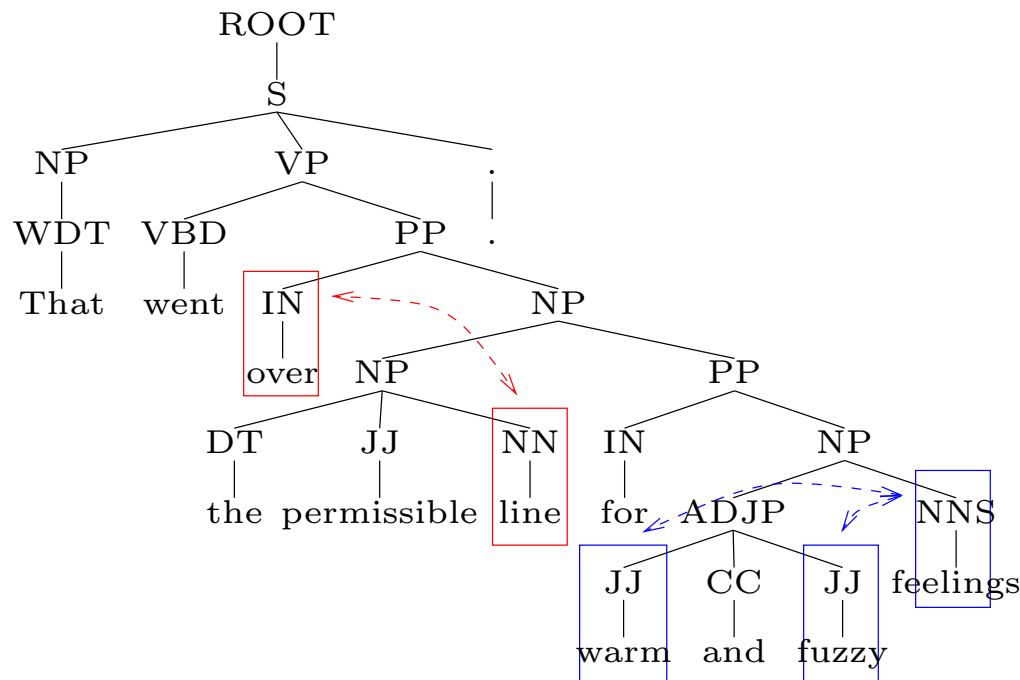 ROOT
S
NP VP .
WDT VBD PP .
That went IN NP
over NP PP
DT JJ NN IN NP
the permissible line for ADJP NNS
JJ CC JJ feelings
warm and fuzzy